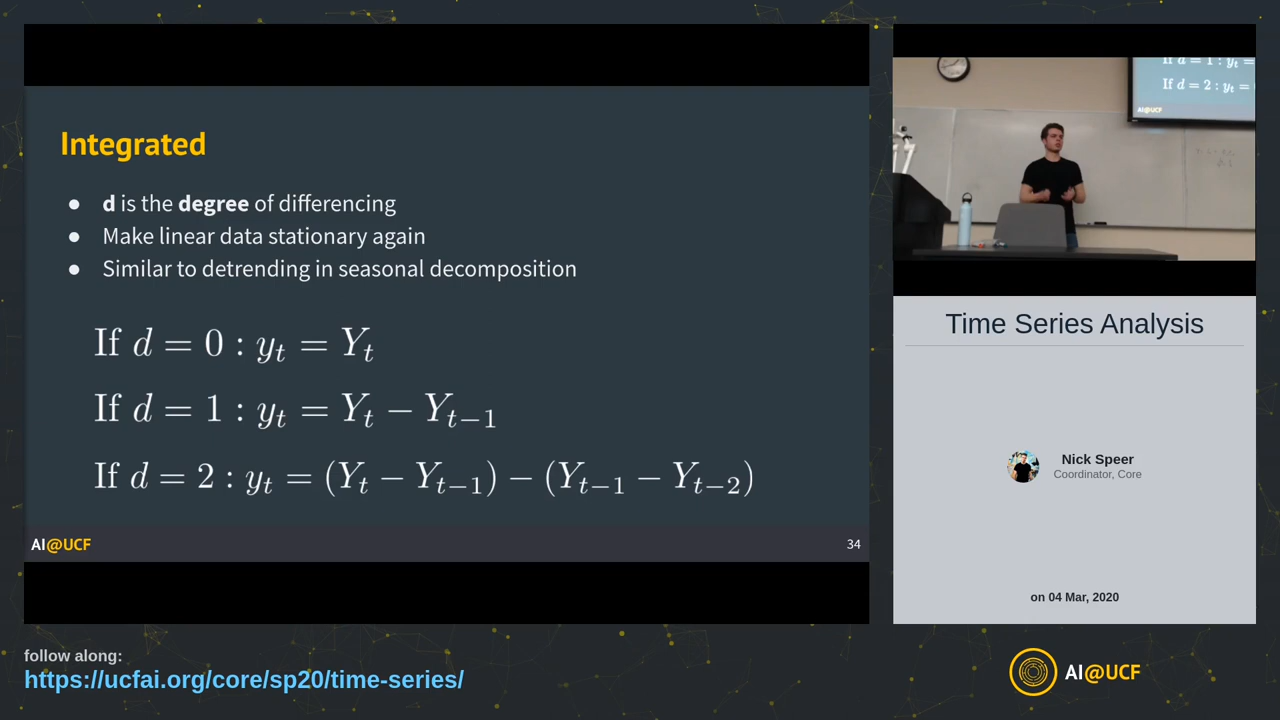 Integrated
● d is the degree of differencing
● Make linear data stationary again
● Similar to detrending in seasonal decomposition
If d = 0 : y_t = Y_t
If d = 1 : y_t = Y_t − Y_{t−1}
If d = 2 : y_t = (Y_t − Y_{t−1}) − (Y_{t−1} − Y_{t−2})
AI@UCF
34
If d = 1 : y_t =
If d = 2 : y_t =
AI@UCF
Time Series Analysis
Nick Speer
Coordinator, Core
on 04 Mar, 2020
follow along:
https://ucfai.org/core/sp20/time-series/
AI@UCF